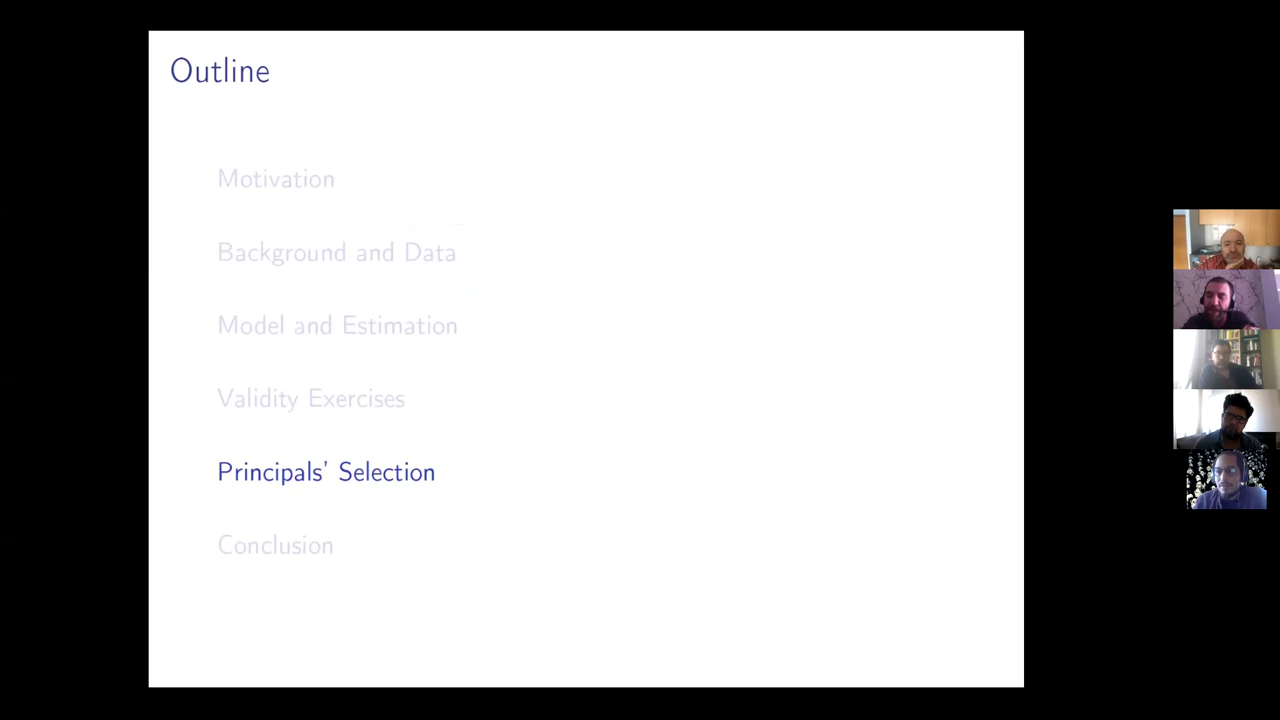 Outline
Motivation
Background and Data
Model and Estimation
Validity Exercises
Principals' Selection
Conclusion